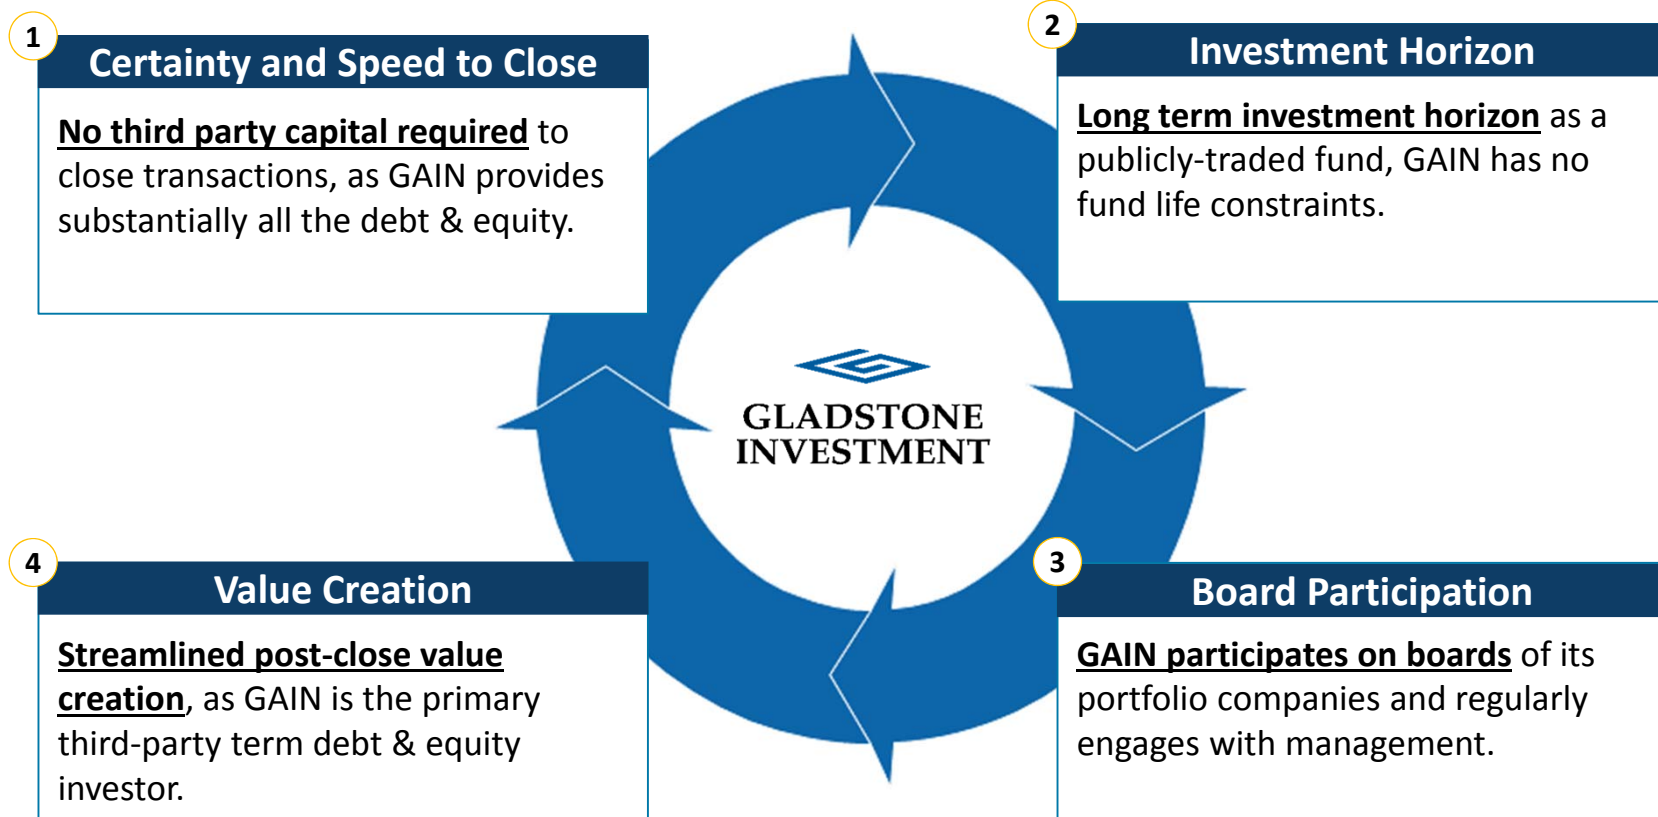 1
Certainty and Speed to Close
No third party capital required to
close transactions, as GAIN provides
substantially all the debt & equity.
2
Investment Horizon
Long term investment horizon as a
publicly-traded fund, GAIN has no
fund life constraints.
GLADSTONE
INVESTMENT
3
Board Participation
GAIN participates on boards of its
portfolio companies and regularly
engages with management.
4
Value Creation
Streamlined post-close value
creation, as GAIN is the primary
third-party term debt & equity
investor.